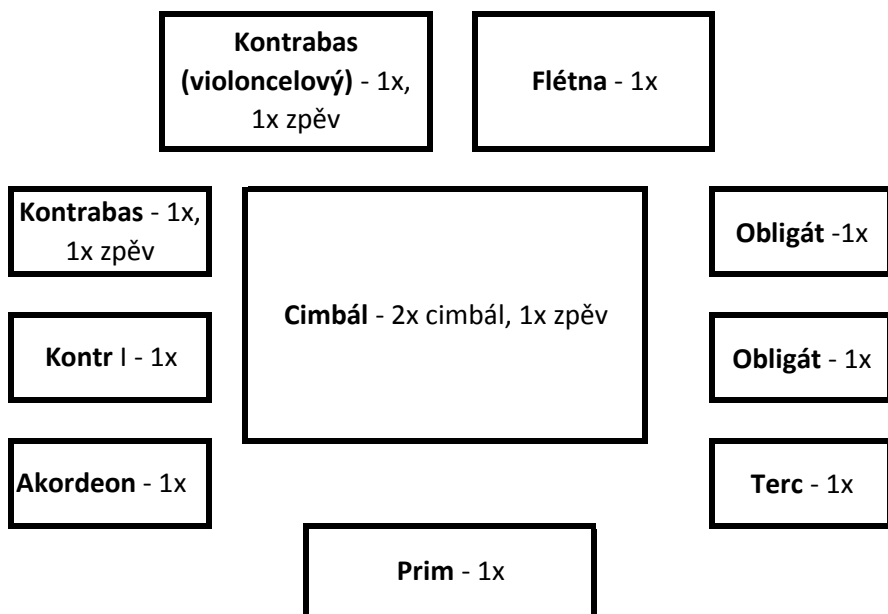 Kontrabas
(violoncelový) - 1x,
1x zpěv
Flétna - 1x
Kontrabas - 1x,
1x zpěv
Cimbál - 2x cimbál, 1x zpěv
Obligát -1x
Kontr I - 1x
Obligát - 1x
Akordeon - 1x
Terc - 1x
Prim - 1x